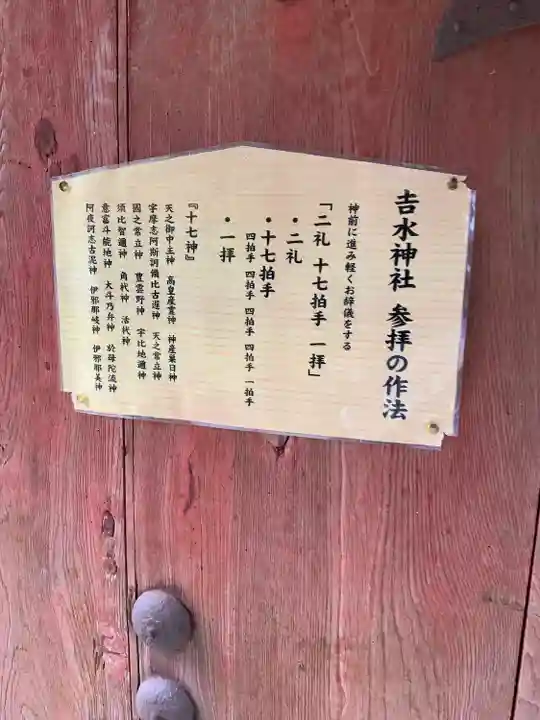 𠮷水神社 参拝の作法
神前に進み軽くお辞儀をする
「二礼 十七拍手 一拝」
・二礼
・十七拍手
四拍手 四拍手 四拍手 四拍手 一拍手
・一拝
『十七神』
天之御中主神 高皇産霊神 神産巣日神
宇摩志阿斯訶備比古遅神 天之常立神
国之常立神 豊雲野神 宇比地邇神
須比智邇神 角杙神 活杙神
意富斗能地神 大斗乃弁神 於母陀流神
阿夜訶志古泥神 伊邪那岐神 伊邪那美神